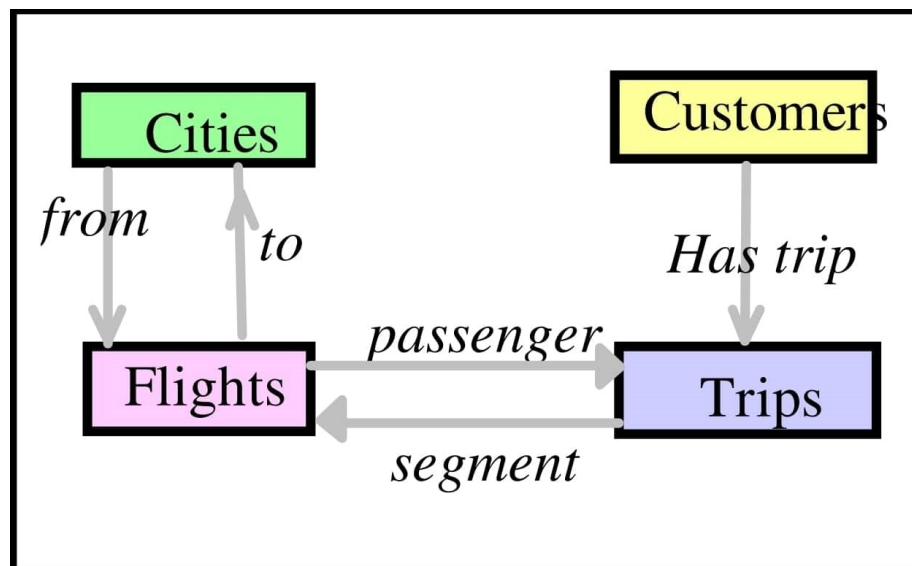 Cities
Customers
from
to
Has trip
passenger
Flights
Trips
segment